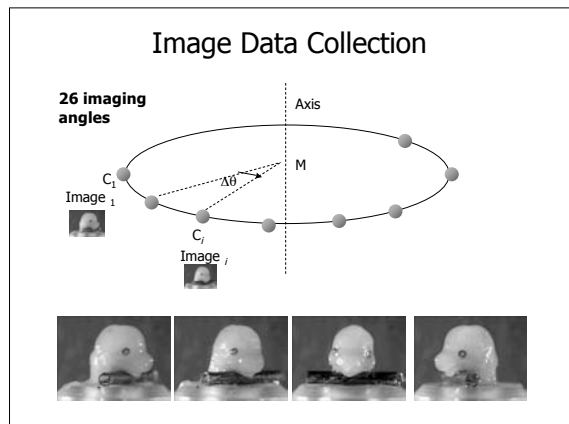 Image Data Collection
26 imaging
angles
Axis
M
Δθ
C1
Image 1
Ci
Image i